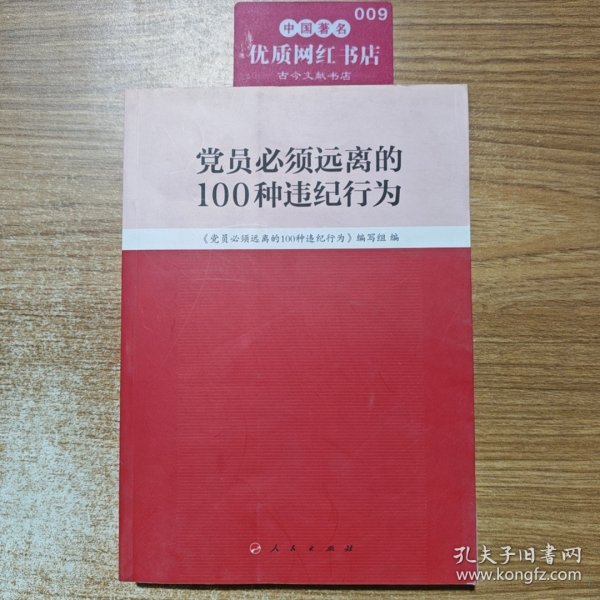 009
中国著名
优质网红书店
古今文献书店
党员必须远离的
100种违纪行为
《党员必须远离的100种违纪行为》编写组 编
人民出版社
孔夫子旧书网
www.kongfz.com